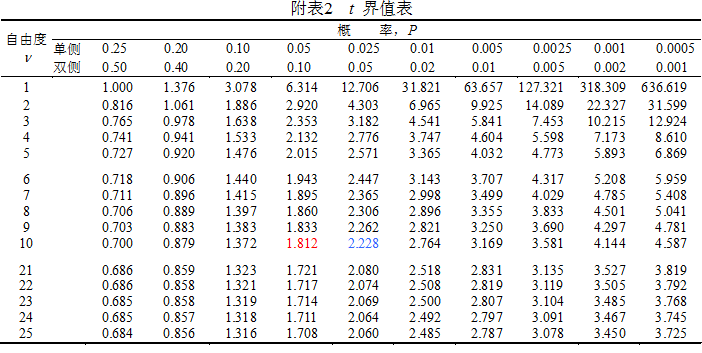 附表2 t 界值表
自由度 概 率，P
单侧 0.25 0.20 0.10 0.05 0.025 0.01 0.005 0.0025 0.001 0.0005
ν 双侧 0.50 0.40 0.20 0.10 0.05 0.02 0.01 0.005 0.002 0.001
1 1.000 1.376 3.078 6.314 12.706 31.821 63.657 127.321 318.309 636.619
2 0.816 1.061 1.886 2.920 4.303 6.965 9.925 14.089 22.327 31.599
3 0.765 0.978 1.638 2.353 3.182 4.541 5.841 7.453 10.215 12.924
4 0.741 0.941 1.533 2.132 2.776 3.747 4.604 5.598 7.173 8.610
5 0.727 0.920 1.476 2.015 2.571 3.365 4.032 4.773 5.893 6.869
6 0.718 0.906 1.440 1.943 2.447 3.143 3.707 4.317 5.208 5.959
7 0.711 0.896 1.415 1.895 2.365 2.998 3.499 4.029 4.785 5.408
8 0.706 0.889 1.397 1.860 2.306 2.896 3.355 3.833 4.501 5.041
9 0.703 0.883 1.383 1.833 2.262 2.821 3.250 3.690 4.297 4.781
10 0.700 0.879 1.372 1.812 2.228 2.764 3.169 3.581 4.144 4.587
21 0.686 0.859 1.323 1.721 2.080 2.518 2.831 3.135 3.527 3.819
22 0.686 0.858 1.321 1.717 2.074 2.508 2.819 3.119 3.505 3.792
23 0.685 0.858 1.319 1.714 2.069 2.500 2.807 3.104 3.485 3.768
24 0.685 0.857 1.318 1.711 2.064 2.492 2.797 3.091 3.467 3.745
25 0.684 0.856 1.316 1.708 2.060 2.485 2.787 3.078 3.450 3.725